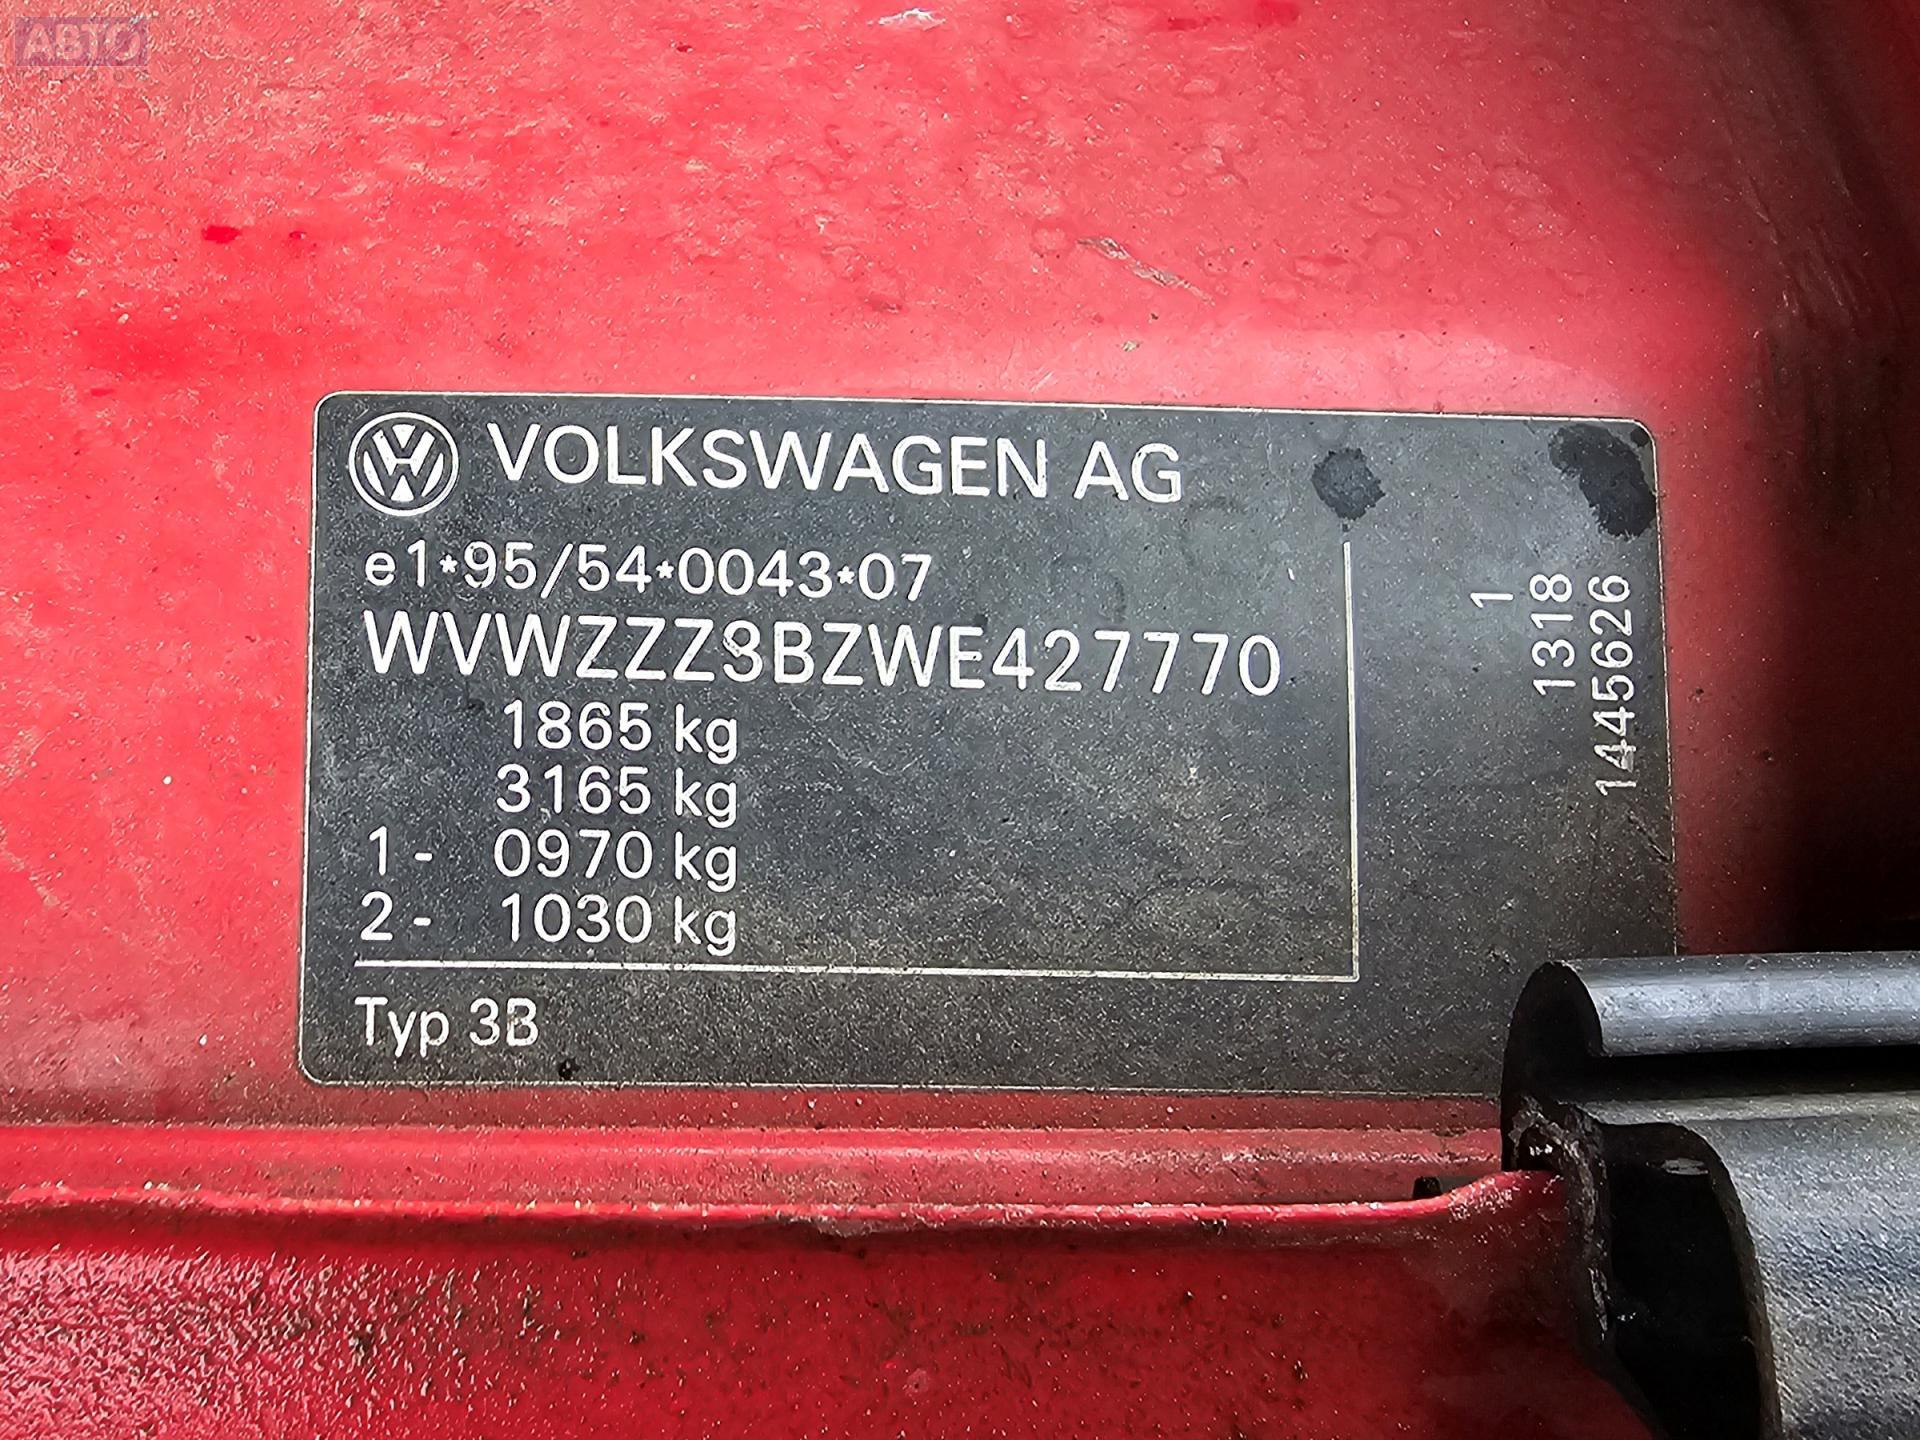 АВТО
ПРИВОЗ
VOLKSWAGEN AG
e1*95/54*0043*07
WVWZZZ3BZWE427770
1865 kg
3165 kg
1 - 0970 kg
2 - 1030 kg
Typ 3B
1
1318
1445626